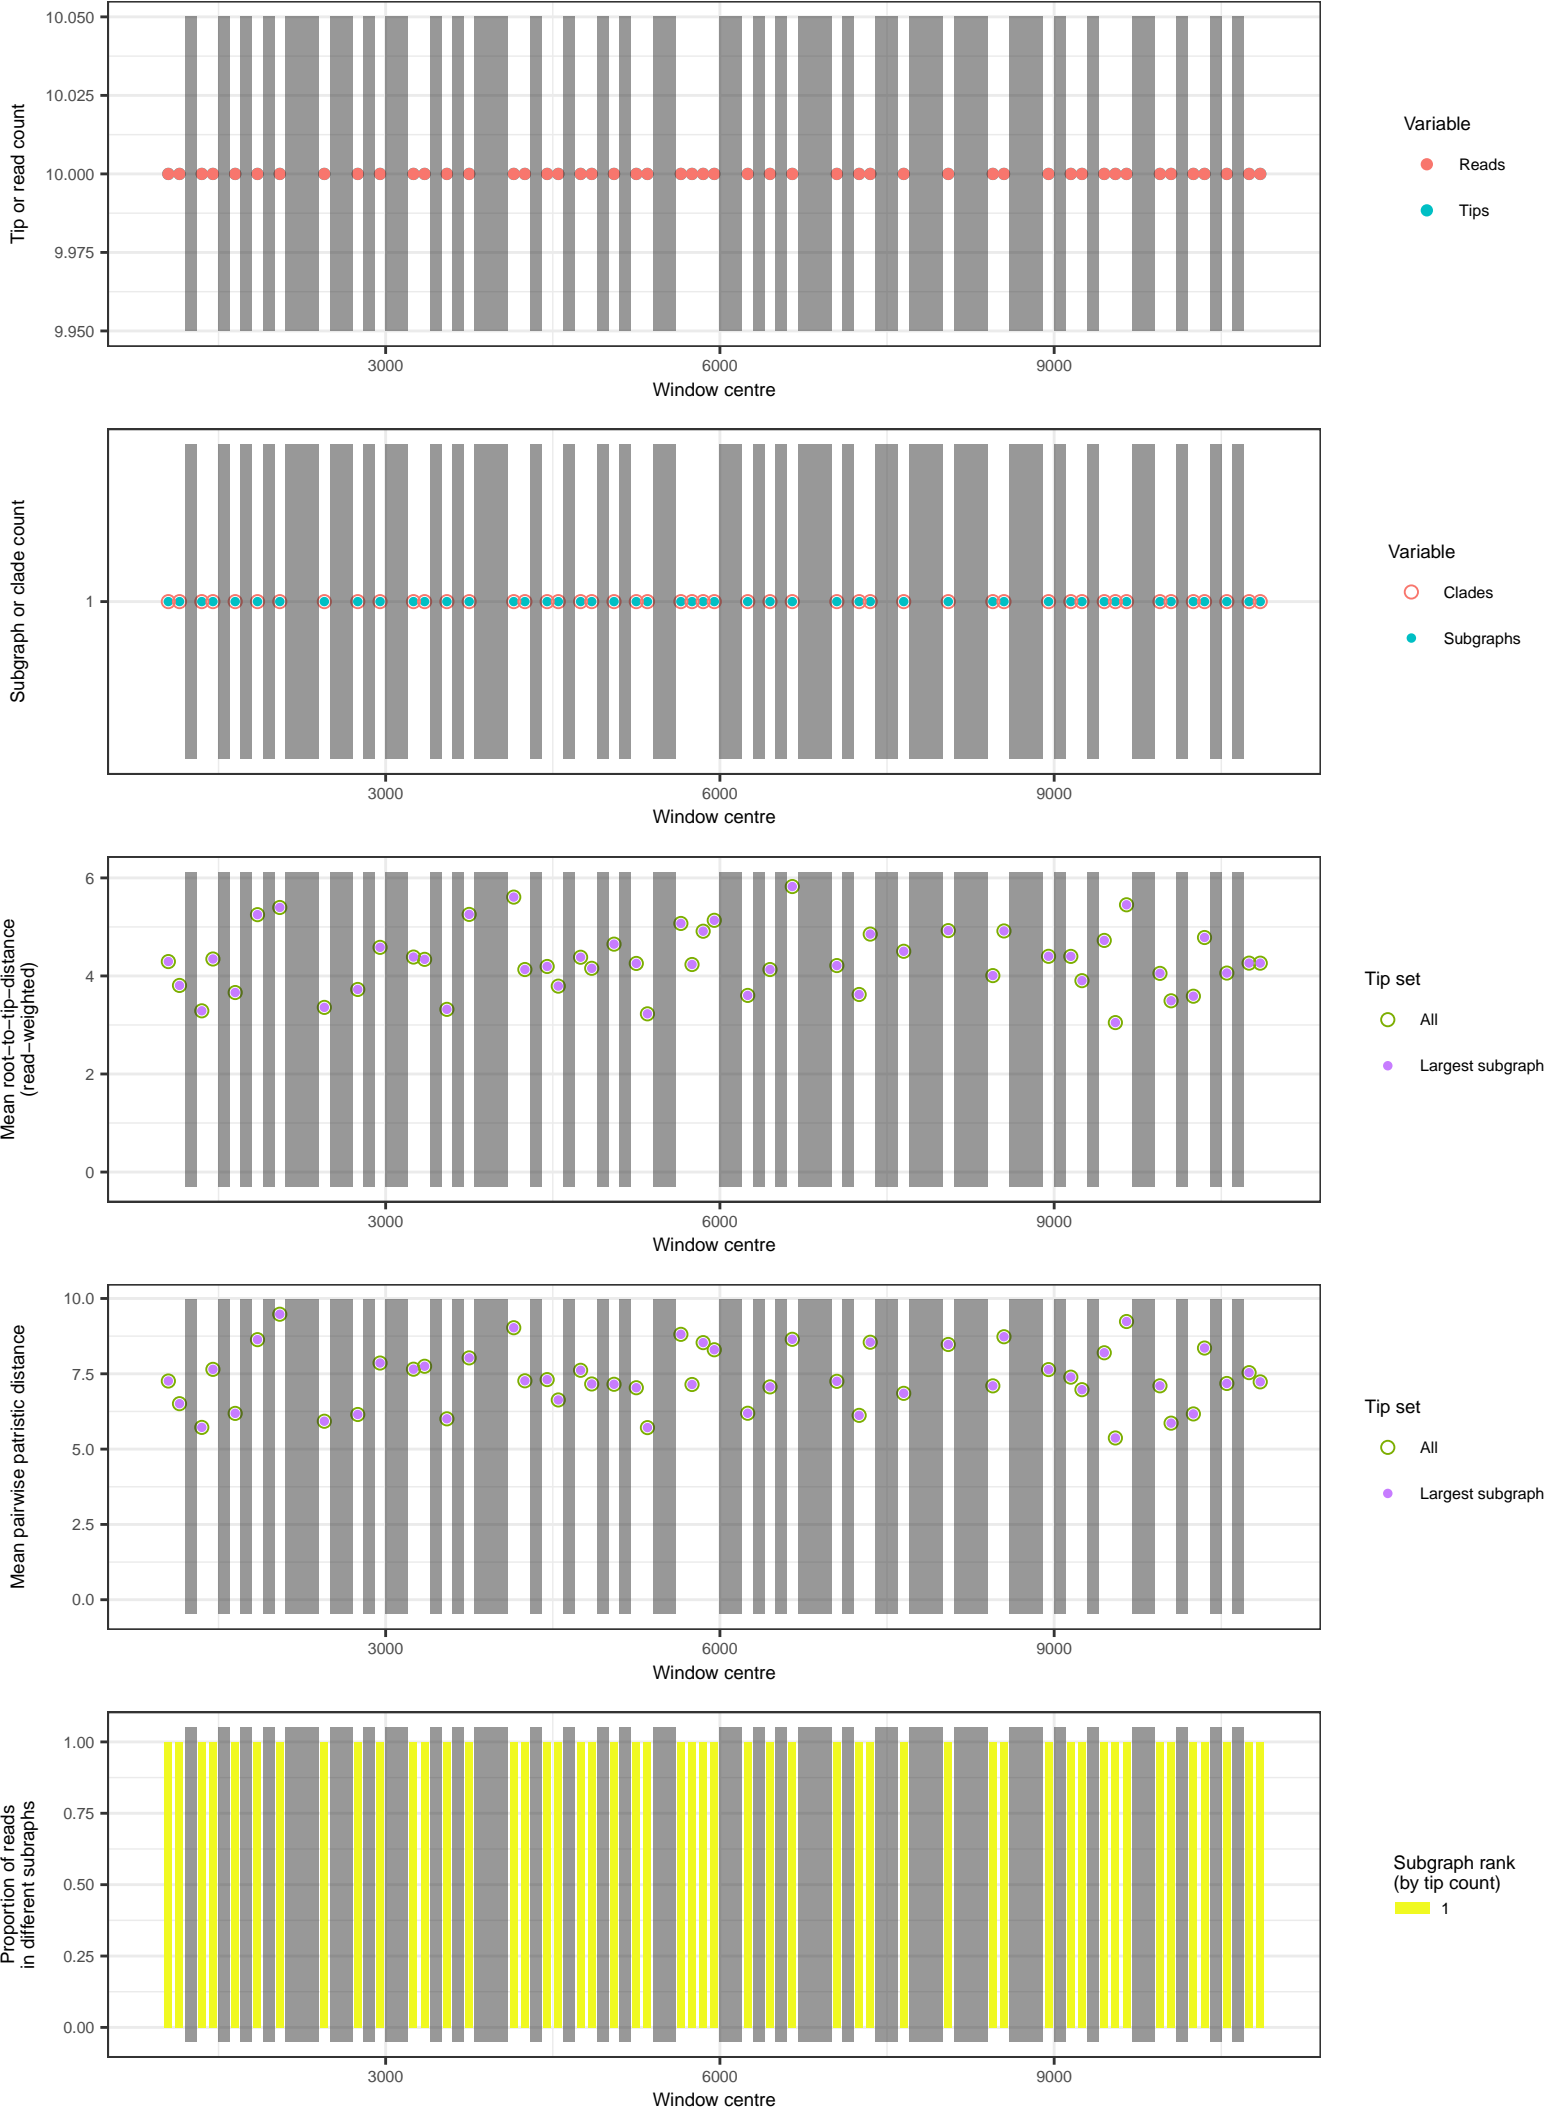 10.050
10.025
10.000
9.975
9.950
Tip or read count
3000
6000
9000
Window centre
Variable
Reads
Tips
1
Subgraph or clade count
3000
6000
9000
Window centre
Variable
Clades
Subgraphs
6
4
2
0
Mean root−to−tip−distance
(read−weighted)
3000
6000
9000
Window centre
Tip set
All
Largest subgraph
10.0
7.5
5.0
2.5
0.0
Mean pairwise patristic distance
3000
6000
9000
Window centre
Tip set
All
Largest subgraph
1.00
0.75
0.50
0.25
0.00
Proportion of reads
in different subraphs
3000
6000
9000
Window centre
Subgraph rank
(by tip count)
1